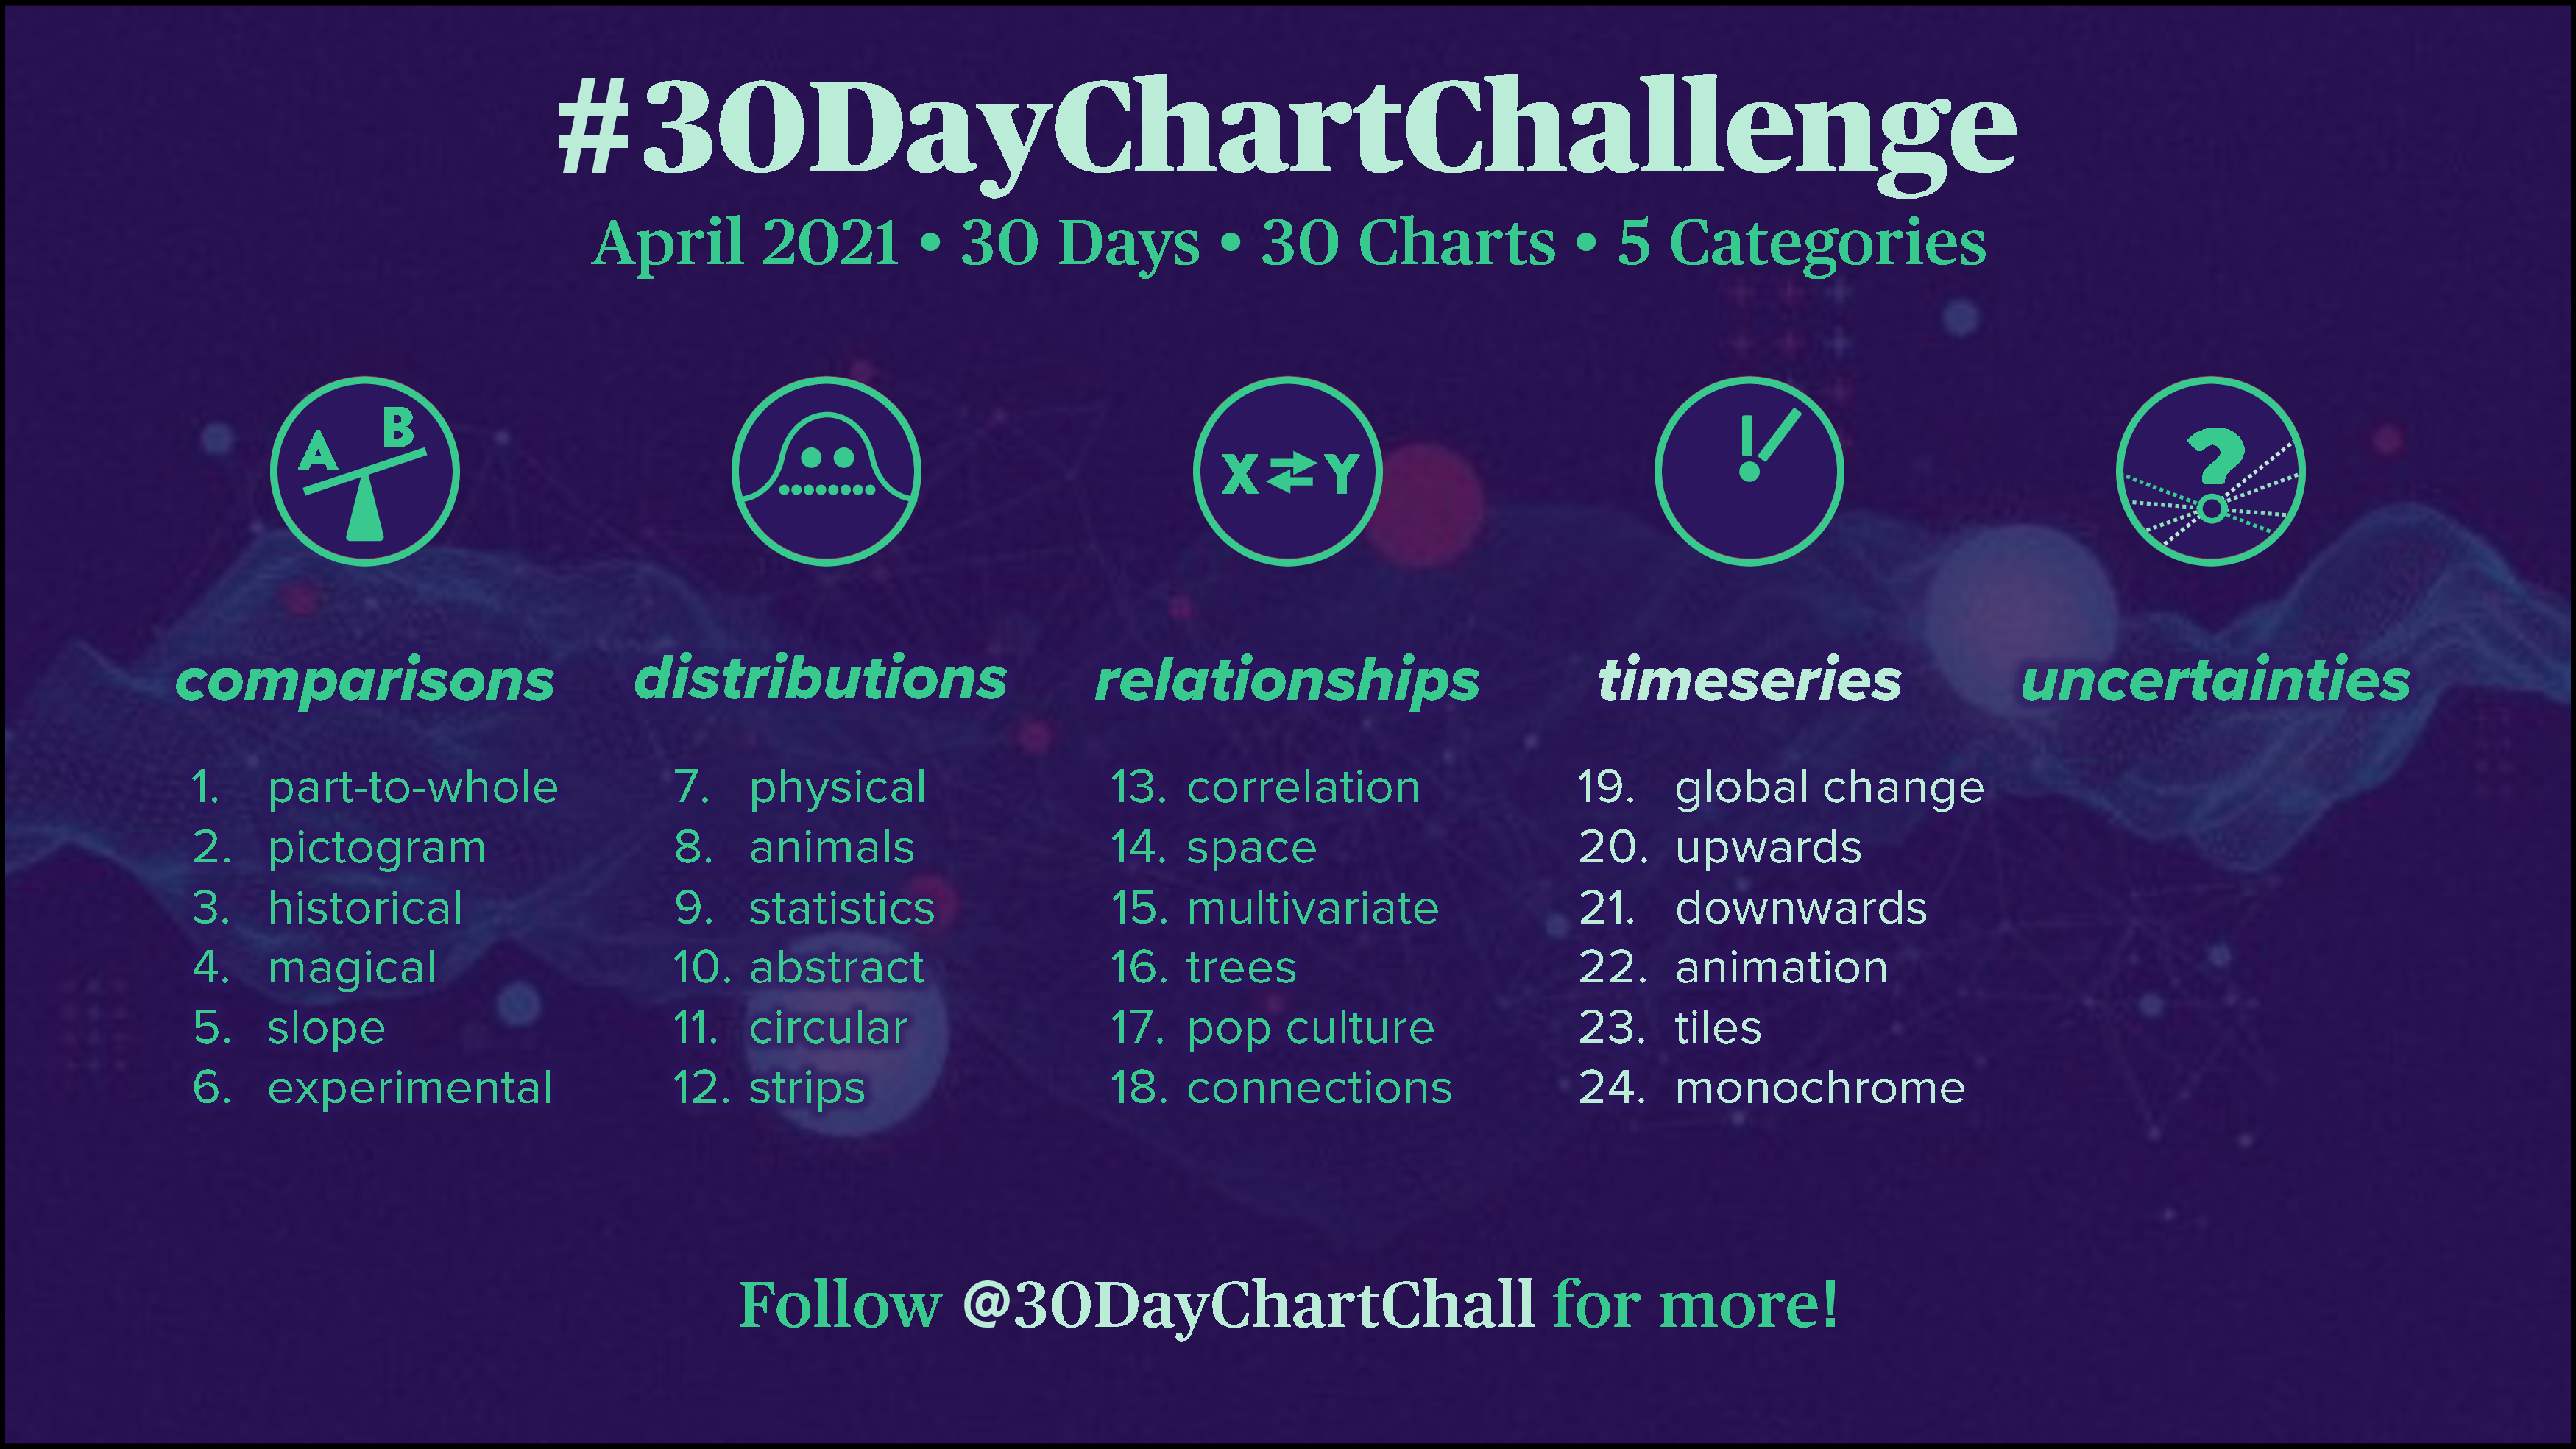 #30DayChartChallenge
April 2021 • 30 Days • 30 Charts • 5 Categories
A B
X Y
!
?
comparisons
1. part-to-whole
2. pictogram
3. historical
4. magical
5. slope
6. experimental
distributions
7. physical
8. animals
9. statistics
10. abstract
11. circular
12. strips
relationships
13. correlation
14. space
15. multivariate
16. trees
17. pop culture
18. connections
timeseries
19. global change
20. upwards
21. downwards
22. animation
23. tiles
24. monochrome
uncertainties
Follow @30DayChartChall for more!